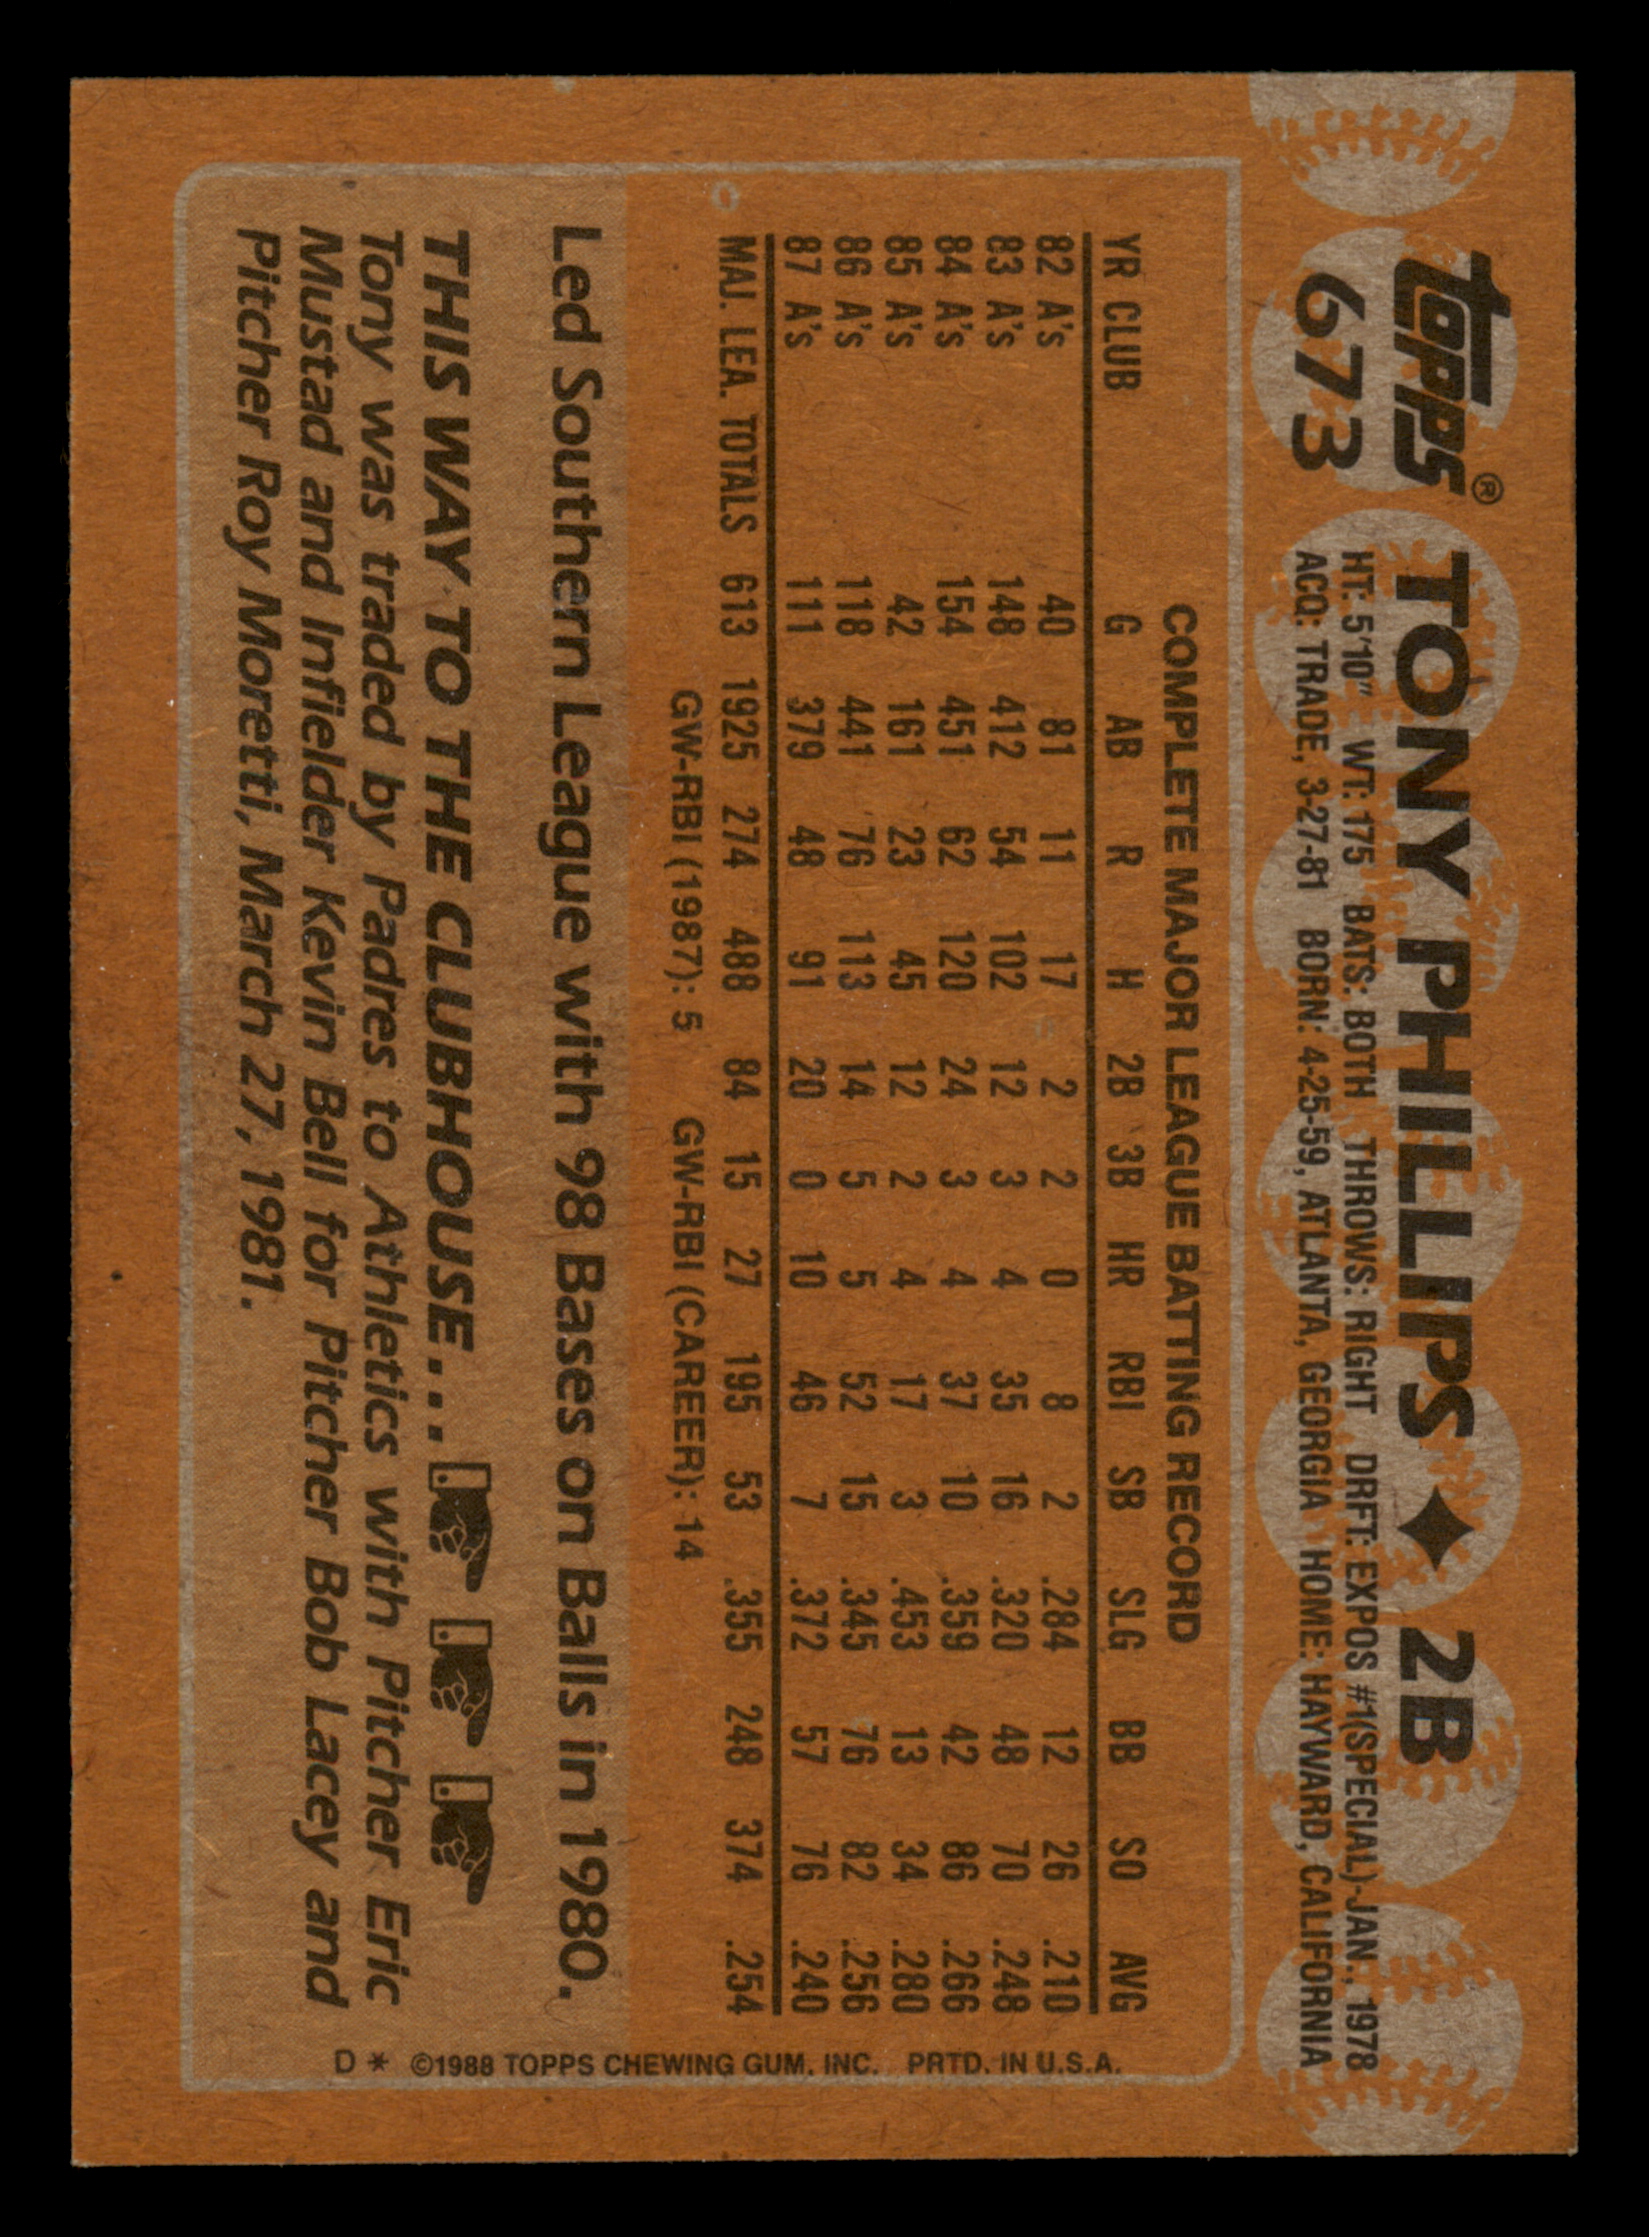 topps®
673
TONY PHILLIPS ✦ 2B
HT: 5'10" WT: 175 BATS: BOTH THROWS: RIGHT DRFT: EXPOS #1(SPECIAL)-JAN., 1978
ACQ: TRADE, 3-27-81 BORN: 4-25-59, ATLANTA, GEORGIA HOME: HAYWARD, CALIFORNIA
COMPLETE MAJOR LEAGUE BATTING RECORD
YR CLUB G AB R H 2B 3B HR RBI SB SLG BB SO AVG
82 A's 40 81 11 17 2 2 0 8 2 .284 12 26 .210
83 A's 148 412 54 102 12 3 4 35 16 .320 48 70 .248
84 A's 154 451 62 120 24 3 4 37 10 .359 42 86 .266
85 A's 42 161 23 45 12 2 4 17 3 .453 13 34 .280
86 A's 118 441 76 113 14 5 5 52 15 .345 76 82 .256
87 A's 111 379 48 91 20 0 10 46 7 .372 57 76 .240
MAJ. LEA. TOTALS 613 1925 274 488 84 15 27 195 53 .355 248 374 .254
GW-RBI (1987): 5 GW-RBI (CAREER): 14
Led Southern League with 98 Bases on Balls in 1980.
THIS WAY TO THE CLUBHOUSE...
Tony was traded by Padres to Athletics with Pitcher Eric
Mustad and Infielder Kevin Bell for Pitcher Bob Lacey and
Pitcher Roy Moretti, March 27, 1981.
D * ©1988 TOPPS CHEWING GUM, INC. PRTD. IN U.S.A.